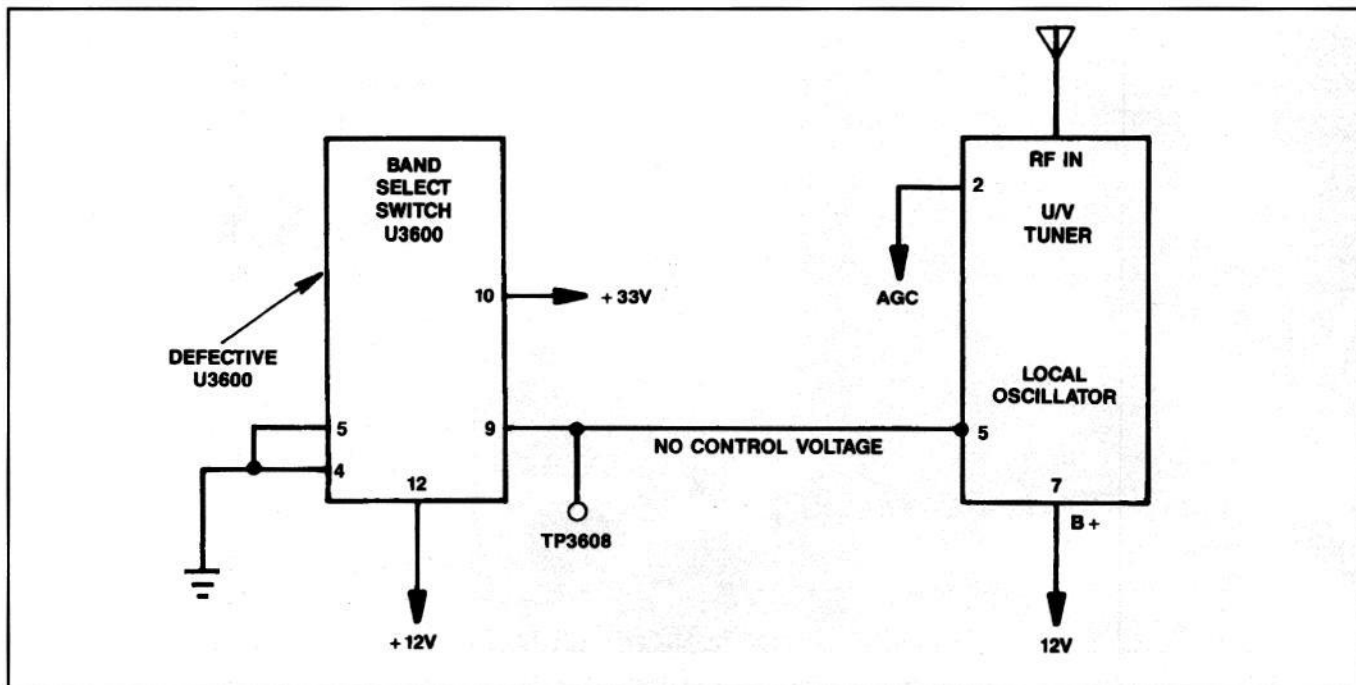 BAND
SELECT
SWITCH
U3600
10
+ 33V
DEFECTIVE
U3600
5
4
9
12
+ 12V
TP3608
NO CONTROL VOLTAGE
RF IN
2
U/V
TUNER
AGC
LOCAL
OSCILLATOR
5
7
B +
12V